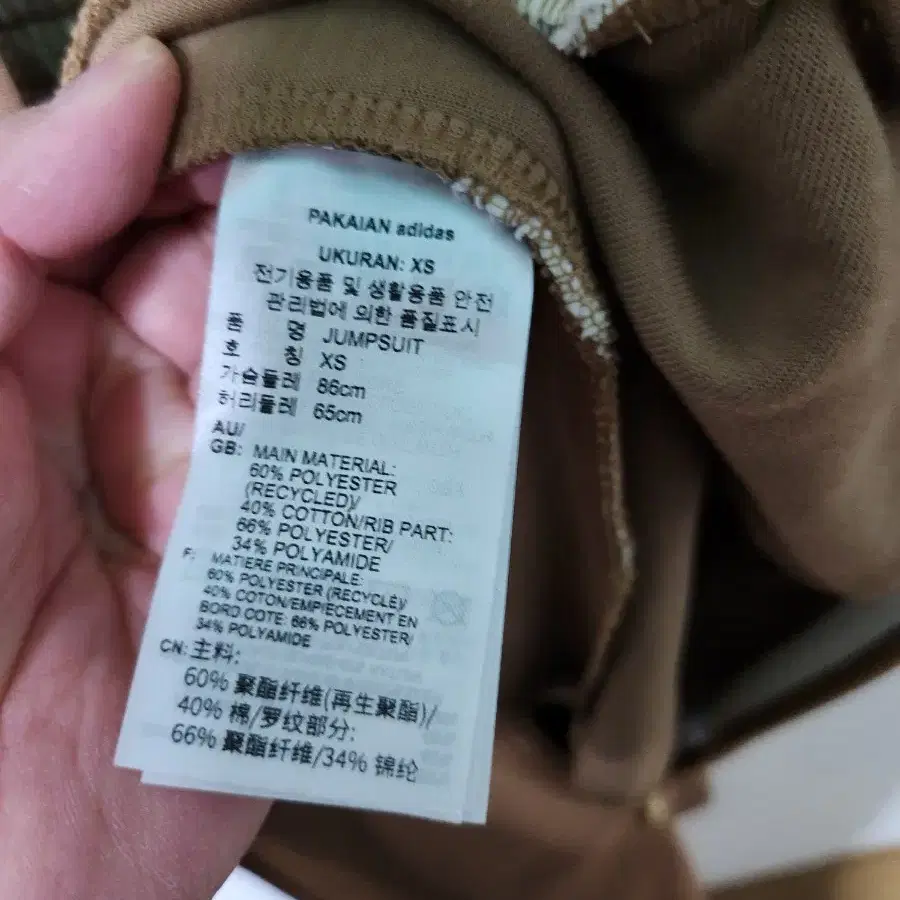 PAKAIAN adidas
UKURAN: XS
전기용품 및 생활용품 안전
관리법에 의한 품질표시
품 명 JUMPSUIT
호 칭 XS
가슴둘레 86cm
허리둘레 65cm
AU/
GB: MAIN MATERIAL:
60% POLYESTER
(RECYCLED)/
40% COTTON/RIB PART:
66% POLYESTER/
34% POLYAMIDE
F: MATIERE PRINCIPALE:
60% POLYESTER (RECYCLÉ)/
40% COTON/EMPIECEMENT EN
BORD COTE: 66% POLYESTER/
34% POLYAMIDE
CN: 主料:
60% 聚酯纤维(再生聚酯)/
40% 棉/罗纹部分:
66% 聚酯纤维/34% 锦纶